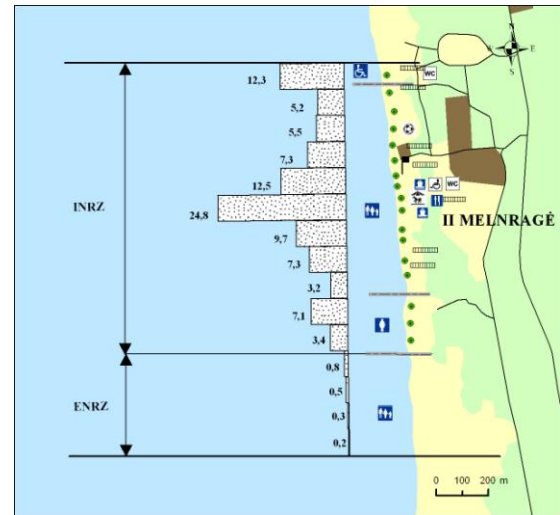 N
S
WC
12,3
5,2
5,5
7,3
12,5
WC
INRZ
24,8
II MELNRAGĖ
9,7
7,3
3,2
7,1
3,4
0,8
0,5
ENRZ
0,3
0,2
0 100 200 m